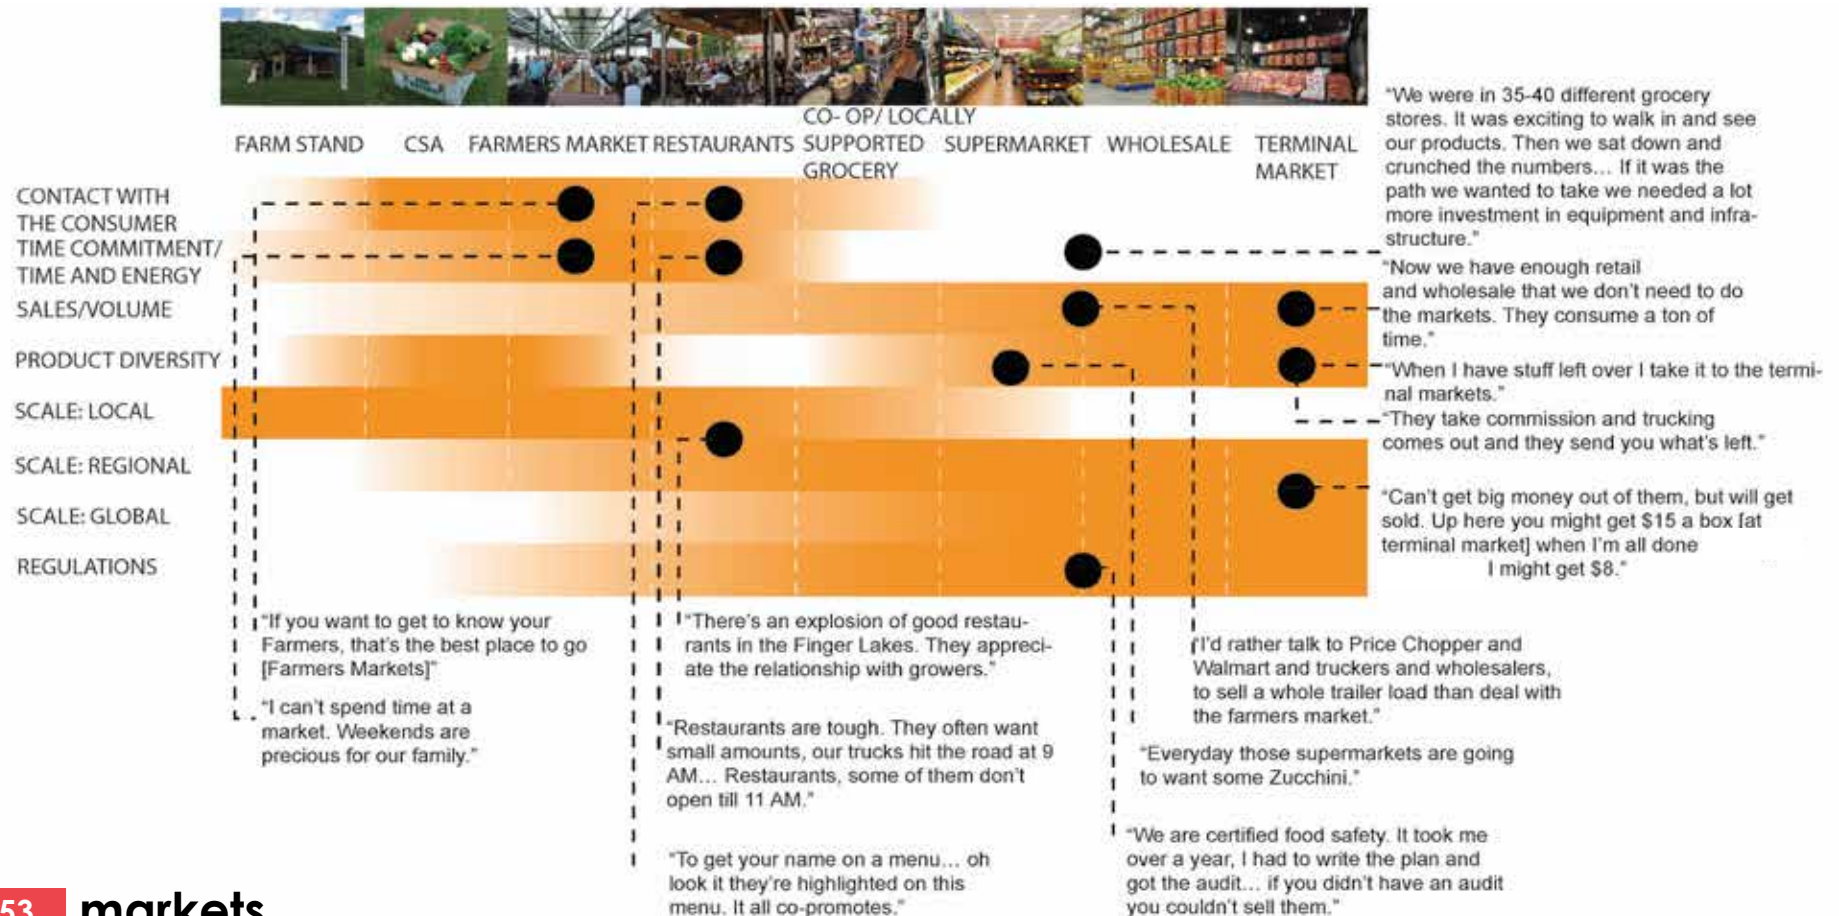 CO- OP/ LOCALLY
FARM STAND CSA FARMERS MARKET RESTAURANTS SUPPORTED SUPERMARKET WHOLESALE TERMINAL
GROCERY MARKET
CONTACT WITH
THE CONSUMER
TIME COMMITMENT/
TIME AND ENERGY
SALES/VOLUME
PRODUCT DIVERSITY
SCALE: LOCAL
SCALE: REGIONAL
SCALE: GLOBAL
REGULATIONS
“We were in 35-40 different grocery
stores. It was exciting to walk in and see
our products. Then we sat down and
crunched the numbers... If it was the
path we wanted to take we needed a lot
more investment in equipment and infra-
structure.”
“Now we have enough retail
and wholesale that we don’t need to do
the markets. They consume a ton of
time.”
“When I have stuff left over I take it to the termi-
nal markets.”
“They take commission and trucking
comes out and they send you what’s left.”
“Can’t get big money out of them, but will get
sold. Up here you might get $15 a box [at
terminal market] when I’m all done
I might get $8.”
“If you want to get to know your
Farmers, that’s the best place to go
[Farmers Markets]”
“I can’t spend time at a
market. Weekends are
precious for our family.”
“There’s an explosion of good restau-
rants in the Finger Lakes. They appreci-
ate the relationship with growers.”
“Restaurants are tough. They often want
small amounts, our trucks hit the road at 9
AM... Restaurants, some of them don’t
open till 11 AM.”
“To get your name on a menu... oh
look it they’re highlighted on this
menu. It all co-promotes.”
“I’d rather talk to Price Chopper and
Walmart and truckers and wholesalers,
to sell a whole trailer load than deal with
the farmers market.”
“Everyday those supermarkets are going
to want some Zucchini.”
“We are certified food safety. It took me
over a year, I had to write the plan and
got the audit... if you didn’t have an audit
you couldn’t sell them.”
53 markets